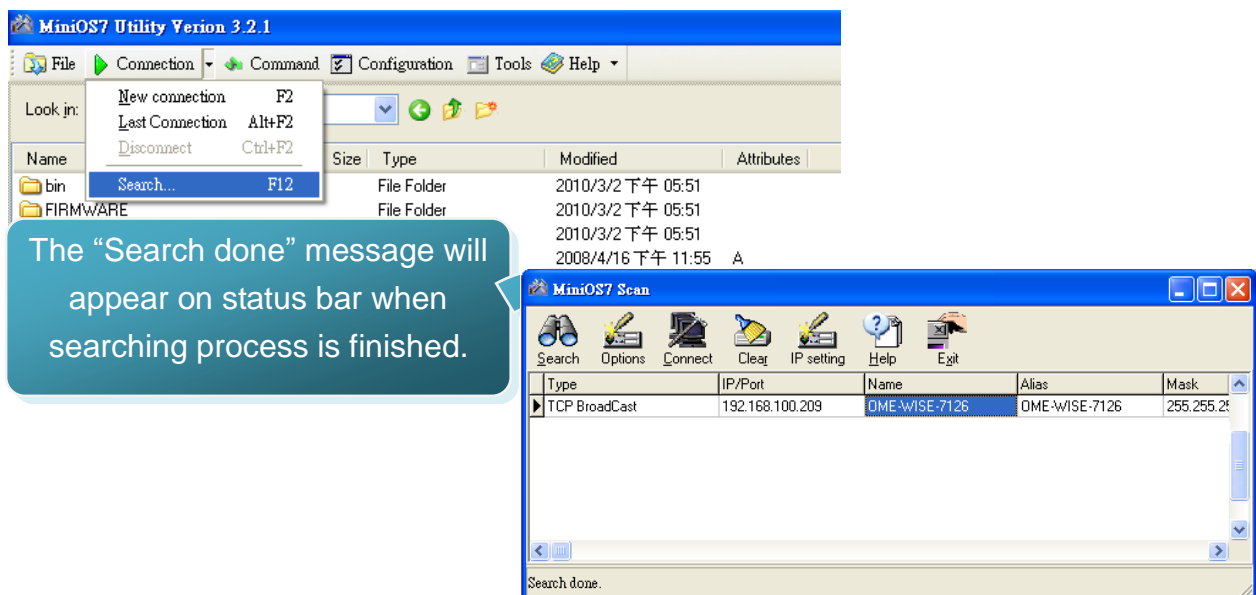 MiniOS7 Utility Verion 3.2.1
File Connection Command Configuration Tools Help
New connection F2
Look in:
Last Connection Alt+F2
Disconnect Ctrl+F2
Name Size Type Modified Attributes
Search... F12
bin File Folder 2010/3/2 下午 05:51
FIRMWARE File Folder 2010/3/2 下午 05:51
2010/3/2 下午 05:51
2008/4/16 下午 11:55 A
The “Search done” message will
appear on status bar when
searching process is finished.
MiniOS7 Scan
Search Options Connect Clear IP setting Help Exit
Type IP/Port Name Alias Mask
TCP BroadCast 192.168.100.209 OME-WISE-7126 OME-WISE-7126 255.255.25
Search done.